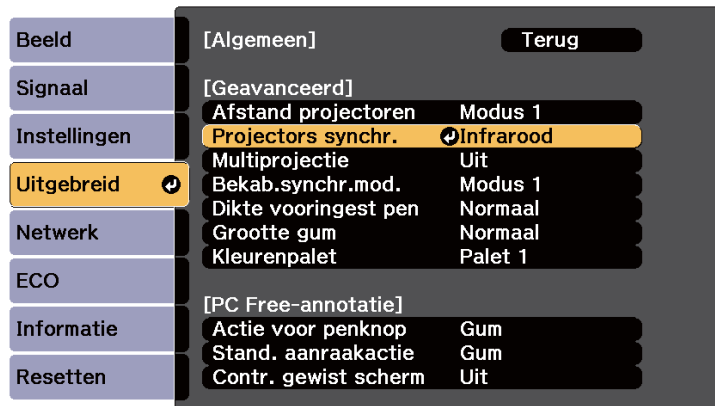 Beeld
Signaal
Instellingen
Uitgebreid
Netwerk
ECO
Informatie
Resetten
[Algemeen] Terug
[Geavanceerd]
Afstand projectoren Modus 1
Projectors synchr. Infrarood
Multiprojectie Uit
Bekab.synchr.mod. Modus 1
Dikte vooringest pen Normaal
Grootte gum Normaal
Kleurenpalet Palet 1
[PC Free-annotatie]
Actie voor penknop Gum
Stand. aanraakactie Gum
Contr. gewist scherm Uit